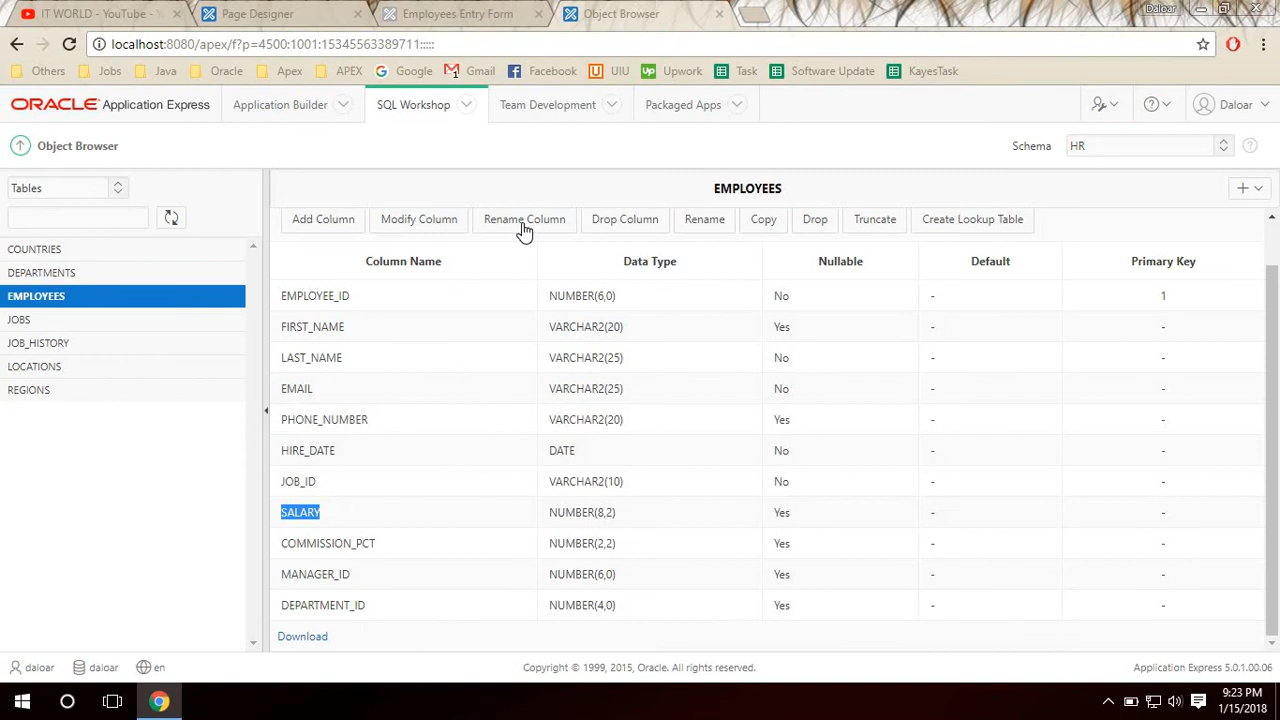 IT WORLD - YouTube -
Page Designer
Employees Entry Form
Object Browser
Daloar
localhost:8080/apex/f?p=4500:1001:15345563389711:::::
Others Jobs Java Oracle Apex APEX Google Gmail Facebook UIU Upwork Task Software Update KayesTask
ORACLE Application Express Application Builder SQL Workshop Team Development Packaged Apps Daloar
Object Browser Schema HR
Tables
EMPLOYEES
Add Column Modify Column Rename Column Drop Column Rename Copy Drop Truncate Create Lookup Table
COUNTRIES
DEPARTMENTS
EMPLOYEES
JOBS
JOB_HISTORY
LOCATIONS
REGIONS
Column Name Data Type Nullable Default Primary Key
EMPLOYEE_ID NUMBER(6,0) No - 1
FIRST_NAME VARCHAR2(20) Yes - -
LAST_NAME VARCHAR2(25) No - -
EMAIL VARCHAR2(25) No - -
PHONE_NUMBER VARCHAR2(20) Yes - -
HIRE_DATE DATE No - -
JOB_ID VARCHAR2(10) No - -
SALARY NUMBER(8,2) Yes - -
COMMISSION_PCT NUMBER(2,2) Yes - -
MANAGER_ID NUMBER(6,0) Yes - -
DEPARTMENT_ID NUMBER(4,0) Yes - -
Download
daloar daloar en Copyright © 1999, 2015, Oracle. All rights reserved. Application Express 5.0.1.00.06
9:23 PM
1/15/2018